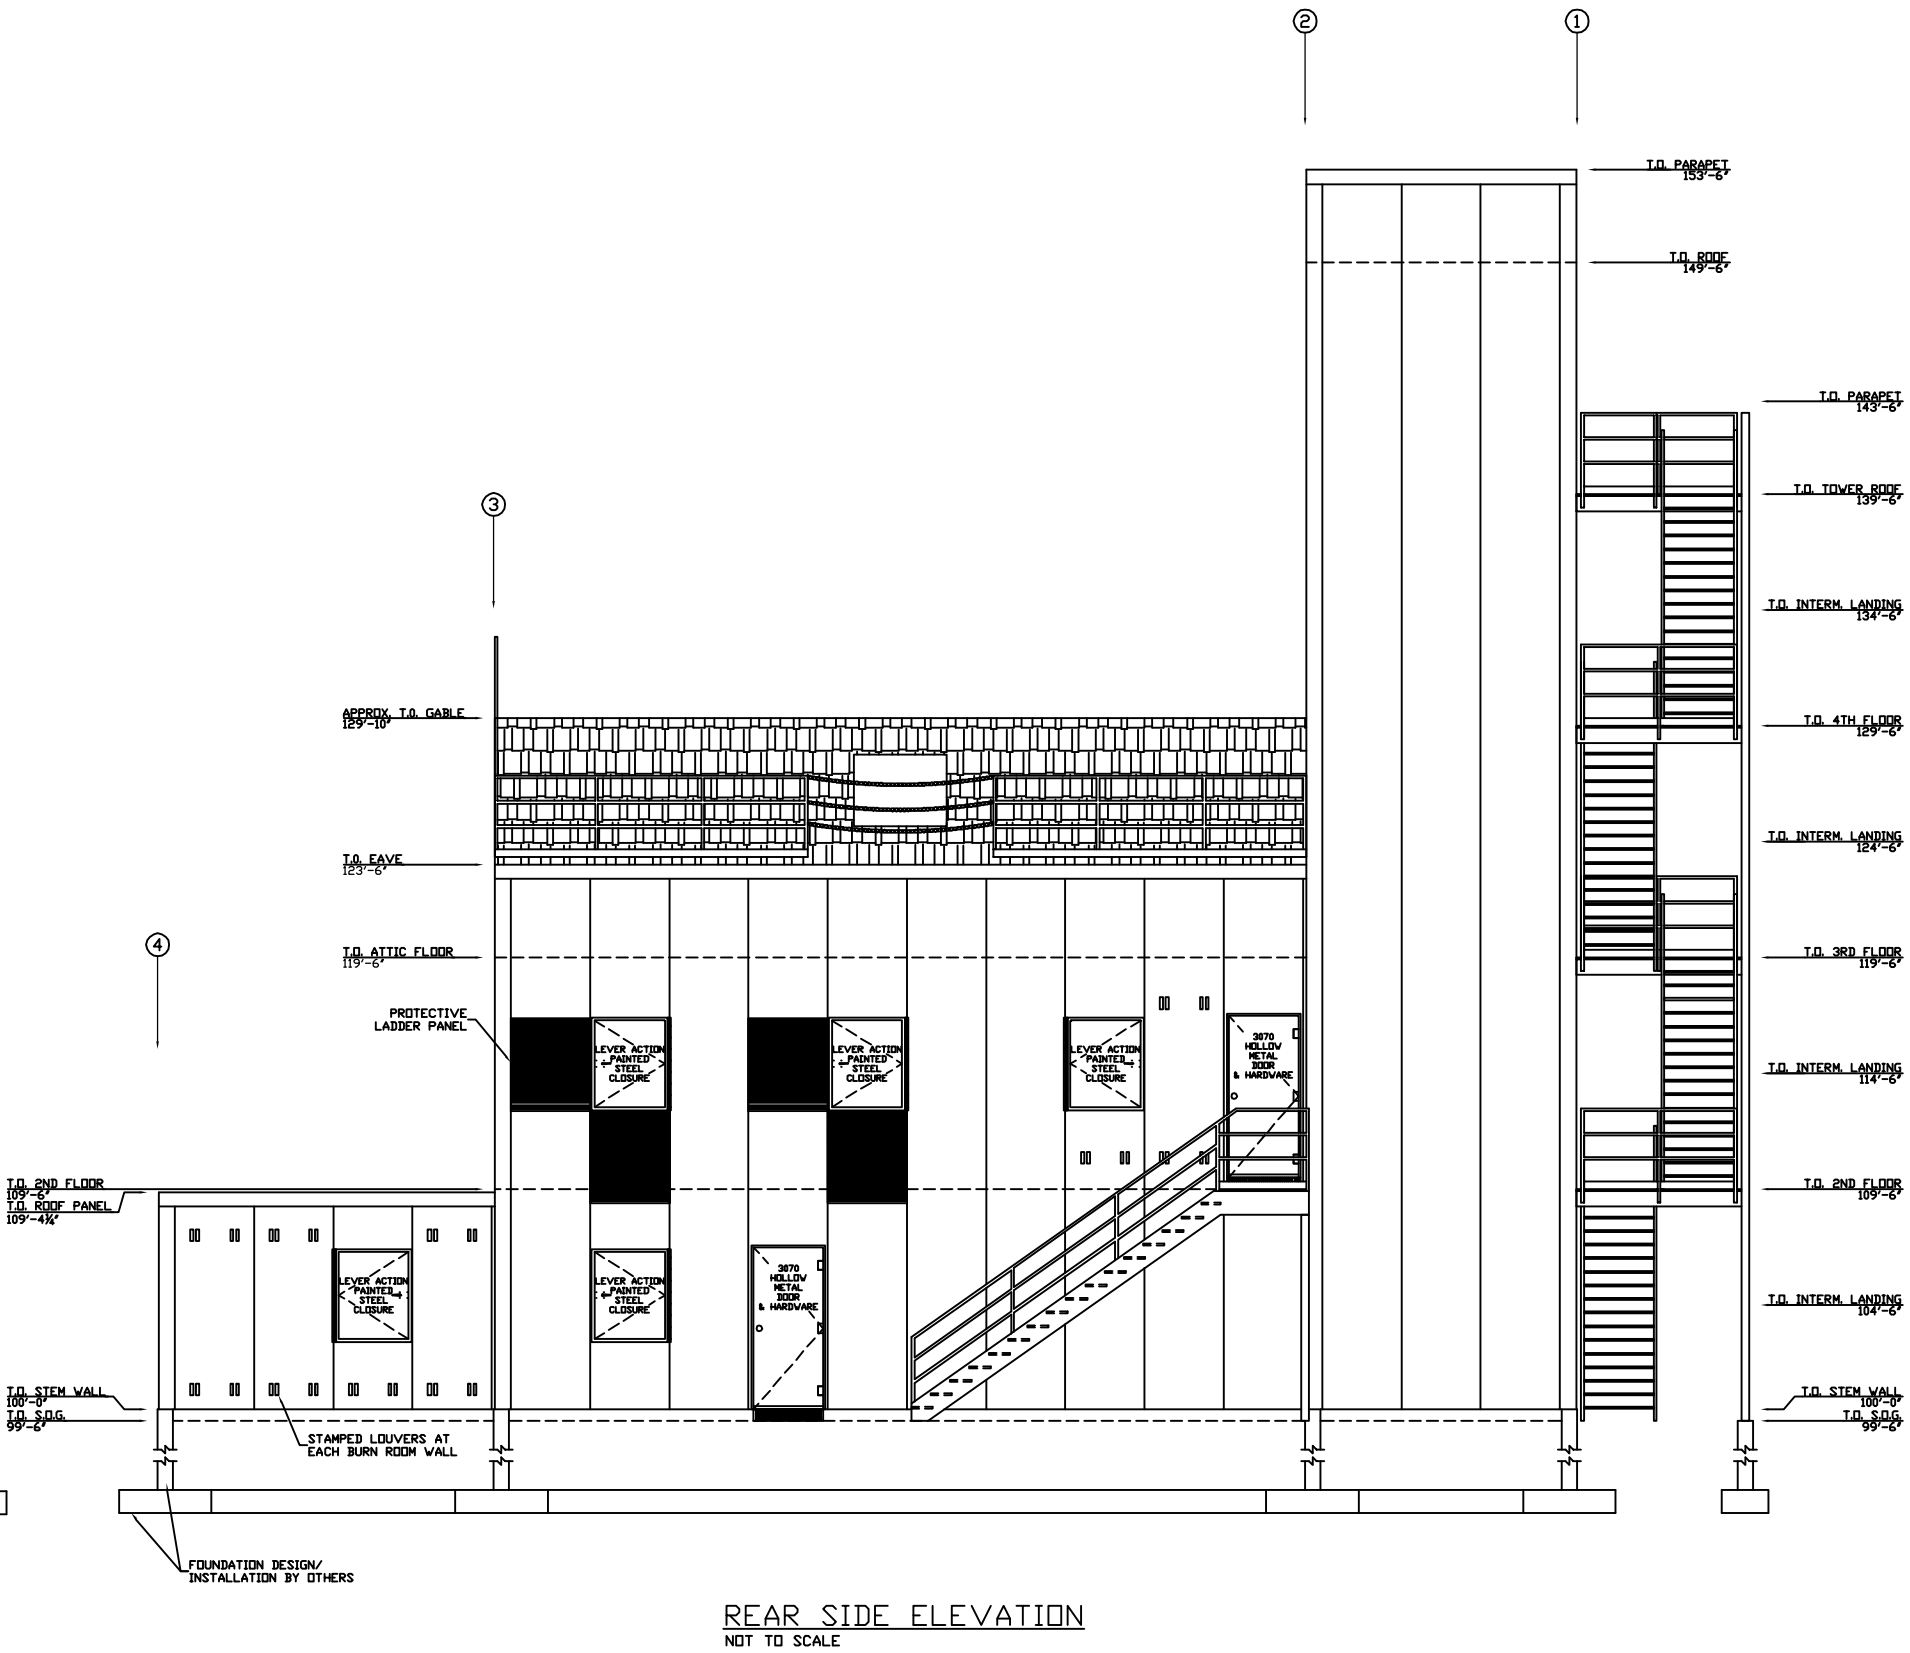 2
1
T.O. PARAPET
153'-6"
T.O. ROOF
149'-6"
T.O. PARAPET
143'-6"
T.O. TOWER ROOF
139'-6"
3
T.O. INTERM. LANDING
134'-6"
APPROX. T.O. GABLE
129'-10"
T.O. 4TH FLOOR
129'-6"
T.O. INTERM. LANDING
124'-6"
T.O. EAVE
123'-6"
4
T.O. ATTIC FLOOR
119'-6"
T.O. 3RD FLOOR
119'-6"
PROTECTIVE
LADDER PANEL
LEVER ACTION
PAINTED
STEEL
CLOSURE
LEVER ACTION
PAINTED
STEEL
CLOSURE
LEVER ACTION
PAINTED
STEEL
CLOSURE
3070
HOLLOW
METAL
DOOR
& HARDWARE
T.O. INTERM. LANDING
114'-6"
T.O. 2ND FLOOR
109'-6"
T.O. ROOF PANEL
109'-4¾"
T.O. 2ND FLOOR
109'-6"
LEVER ACTION
PAINTED
STEEL
CLOSURE
LEVER ACTION
PAINTED
STEEL
CLOSURE
3070
HOLLOW
METAL
DOOR
& HARDWARE
T.O. INTERM. LANDING
104'-6"
T.O. STEM WALL
100'-0"
T.O. S.O.G.
99'-6"
T.O. STEM WALL
100'-0"
T.O. S.O.G.
99'-6"
STAMPED LOUVERS AT
EACH BURN ROOM WALL
FOUNDATION DESIGN/
INSTALLATION BY OTHERS
REAR SIDE ELEVATION
NOT TO SCALE